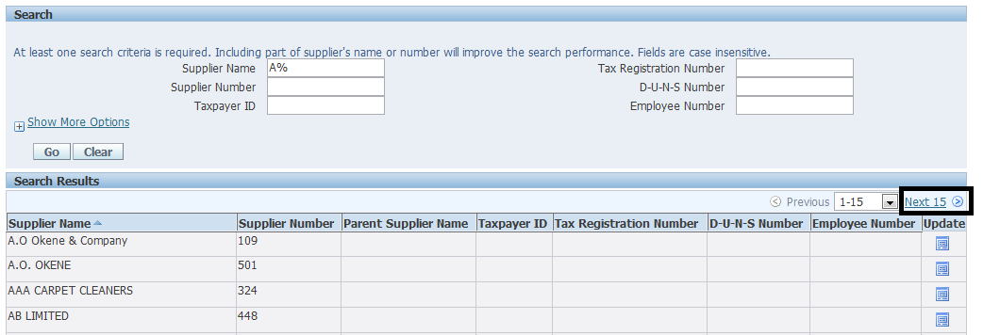 Search
At least one search criteria is required. Including part of supplier's name or number will improve the search performance. Fields are case insensitive.
Supplier Name A% Tax Registration Number
Supplier Number D-U-N-S Number
Taxpayer ID Employee Number
Show More Options
Go Clear
Search Results
Previous 1-15 Next 15
Supplier Name Supplier Number Parent Supplier Name Taxpayer ID Tax Registration Number D-U-N-S Number Employee Number Update
A.O Okene & Company 109
A.O. OKENE 501
AAA CARPET CLEANERS 324
AB LIMITED 448